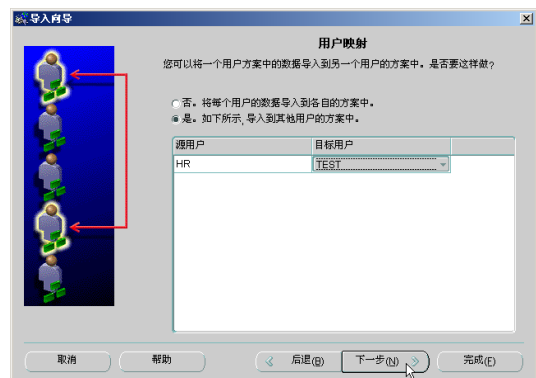 导入向导
用户映射
您可以将一个用户方案中的数据导入到另一个用户的方案中。是否要这样做?
否。将每个用户的数据导入到各自的方案中。
是。如下所示,导入到其他用户的方案中。
源用户 目标用户
HR TEST
取消 帮助 后退(B) 下一步(N) 完成(F)